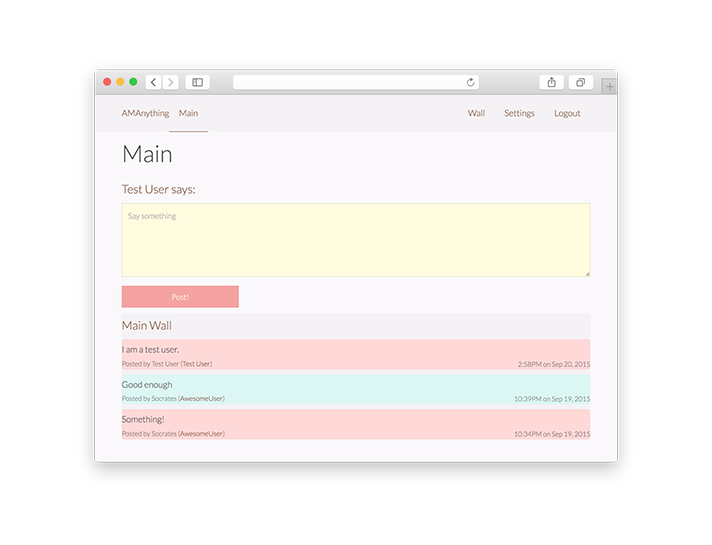 AMAnything Main Wall Settings Logout
Main
Test User says:
Say something
Post!
Main Wall
I am a test user.
Posted by Test User (Test User) 2:58PM on Sep 20, 2015
Good enough
Posted by Socrates (AwesomeUser) 10:39PM on Sep 19, 2015
Something!
Posted by Socrates (AwesomeUser) 10:34PM on Sep 19, 2015